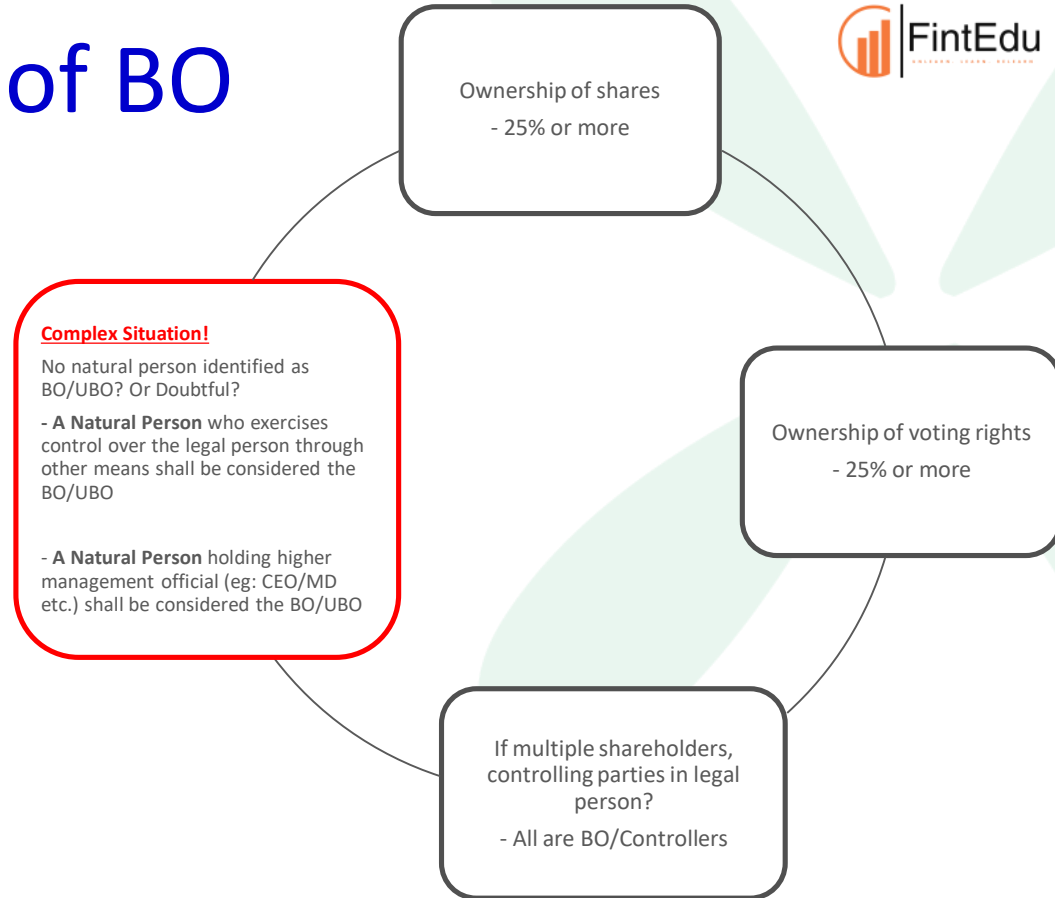 of BO
FintEdu
UNLEARN. LEARN. RELEARN
Ownership of shares
- 25% or more
Ownership of voting rights
- 25% or more
If multiple shareholders,
controlling parties in legal
person?
- All are BO/Controllers
Complex Situation!
No natural person identified as
BO/UBO? Or Doubtful?
- A Natural Person who exercises
control over the legal person through
other means shall be considered the
BO/UBO
- A Natural Person holding higher
management official (eg: CEO/MD
etc.) shall be considered the BO/UBO